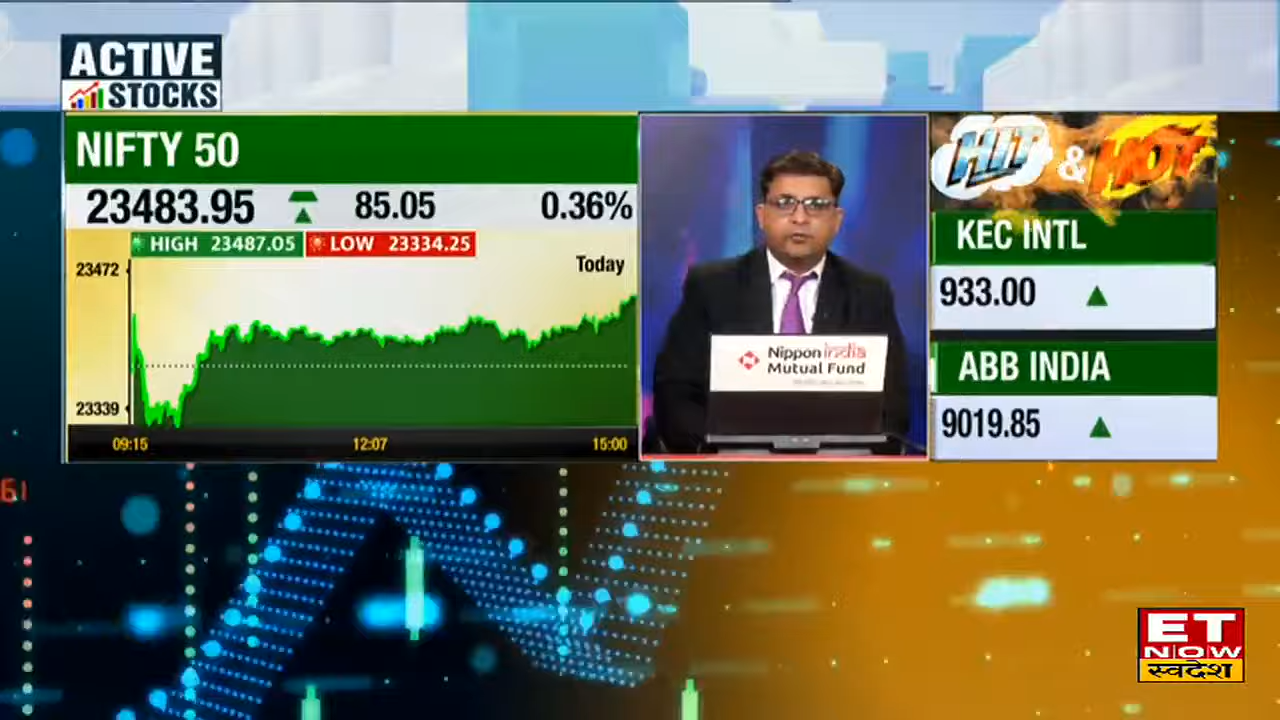 ACTIVE
STOCKS
NIFTY 50
23483.95 85.05 0.36%
HIGH 23487.05 LOW 23334.25
Today
23472
23339
09:15 12:07 15:00
Nippon india
Mutual Fund
HIT & HOT
KEC INTL
933.00
ABB INDIA
9019.85
61
ET
NOW
स्वदेश